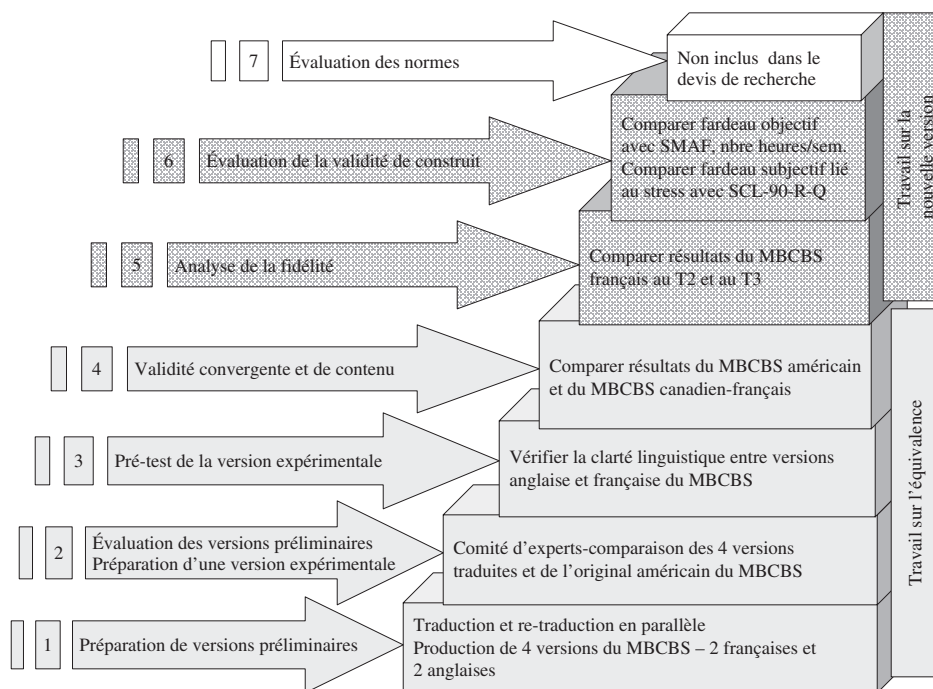 7
Évaluation des normes
Non inclus dans le
devis de recherche
6
Évaluation de la validité de construit
Comparer fardeau objectif
avec SMAF, nbre heures/sem.
Comparer fardeau subjectif lié
au stress avec SCL-90-R-Q
5
Analyse de la fidélité
Comparer résultats du MBCBS
français au T2 et au T3
Travail sur la
nouvelle version
4
Validité convergente et de contenu
Comparer résultats du MBCBS américain
et du MBCBS canadien-français
3
Pré-test de la version expérimentale
Vérifier la clarté linguistique entre versions
anglaise et française du MBCBS
2
Évaluation des versions préliminaires
Préparation d’une version expérimentale
Comité d’experts-comparaison des 4 versions
traduites et de l’original américain du MBCBS
1
Préparation de versions préliminaires
Traduction et re-traduction en parallèle
Production de 4 versions du MBCBS – 2 françaises et
2 anglaises
Travail sur l’équivalence